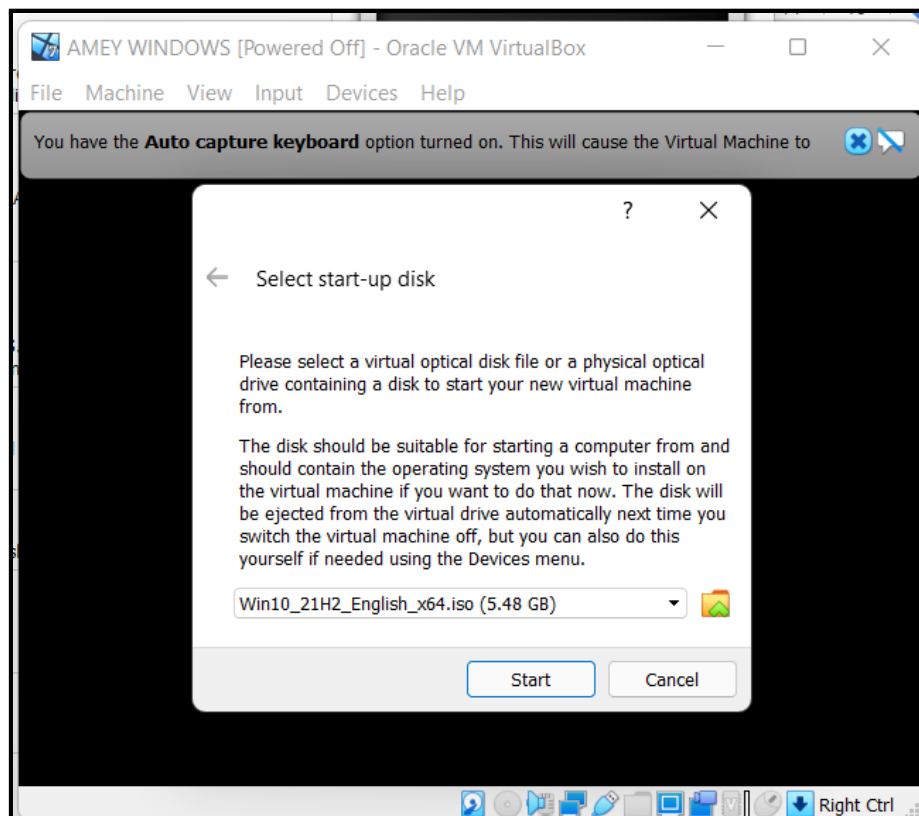 AMEY WINDOWS [Powered Off] - Oracle VM VirtualBox
File Machine View Input Devices Help
You have the Auto capture keyboard option turned on. This will cause the Virtual Machine to
?
Select start-up disk
Please select a virtual optical disk file or a physical optical
drive containing a disk to start your new virtual machine
from.
The disk should be suitable for starting a computer from and
should contain the operating system you wish to install on
the virtual machine if you want to do that now. The disk will
be ejected from the virtual drive automatically next time you
switch the virtual machine off, but you can also do this
yourself if needed using the Devices menu.
Win10_21H2_English_x64.iso (5.48 GB)
Start Cancel
Right Ctrl